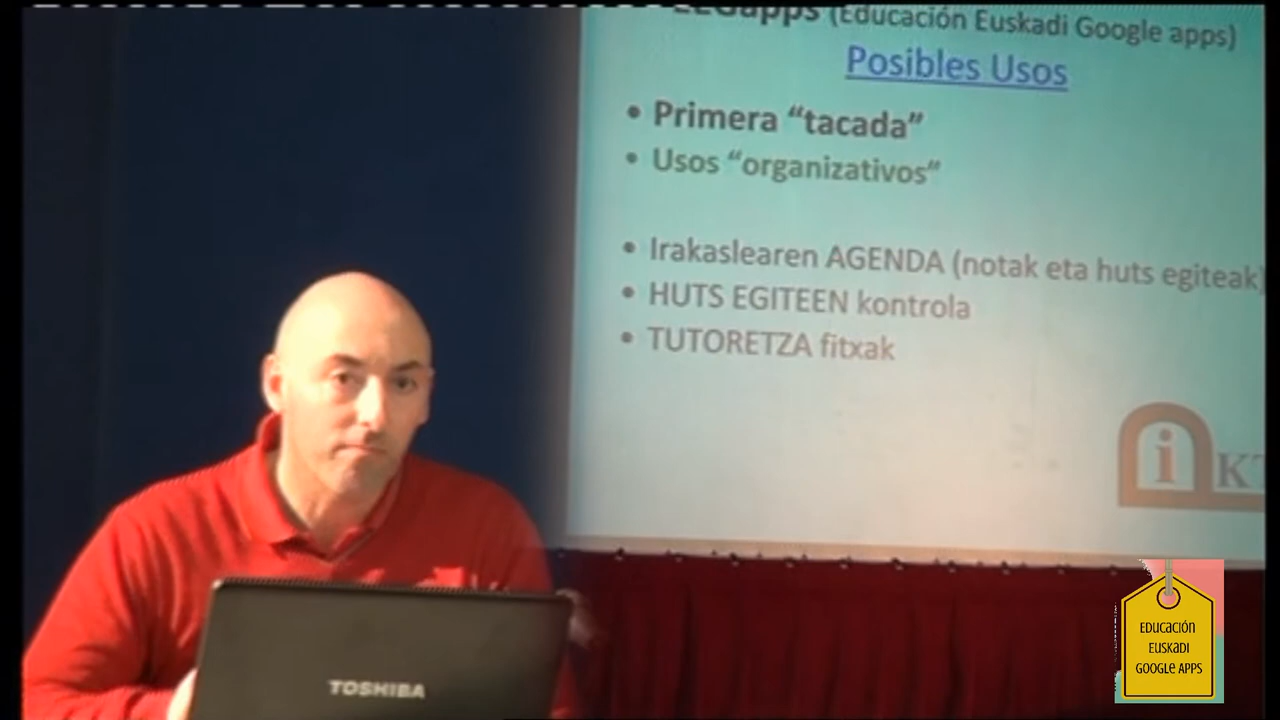 EEGapps (Educación Euskadi Google apps)
Posibles Usos
• Primera “tacada”
• Usos “organizativos”
• Irakaslearen AGENDA (notak eta huts egiteak)
• HUTS EGITEEN kontrola
• TUTORETZA fitxak
i KT
TOSHIBA
Educación
Euskadi
Google Apps